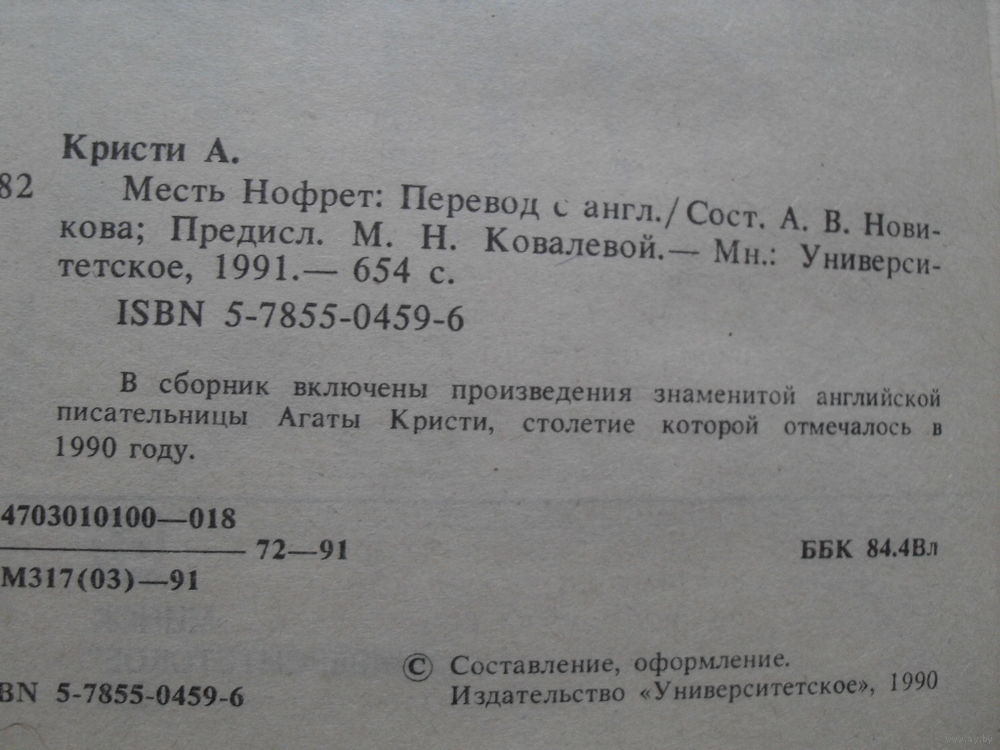 Кристи А.
82
Месть Нофрет: Перевод с англ./Сост. А. В. Нови-
кова; Предисл. М. Н. Ковалевой.— Мн.: Универси-
тетское, 1991.— 654 с.
ISBN 5-7855-0459-6
В сборник включены произведения знаменитой английской
писательницы Агаты Кристи, столетие которой отмечалось в
1990 году.
4703010100—018
72—91
М317(03)—91
ББК 84.4Вл
© Составление, оформление.
Издательство «Университетское», 1990
BN 5-7855-0459-6